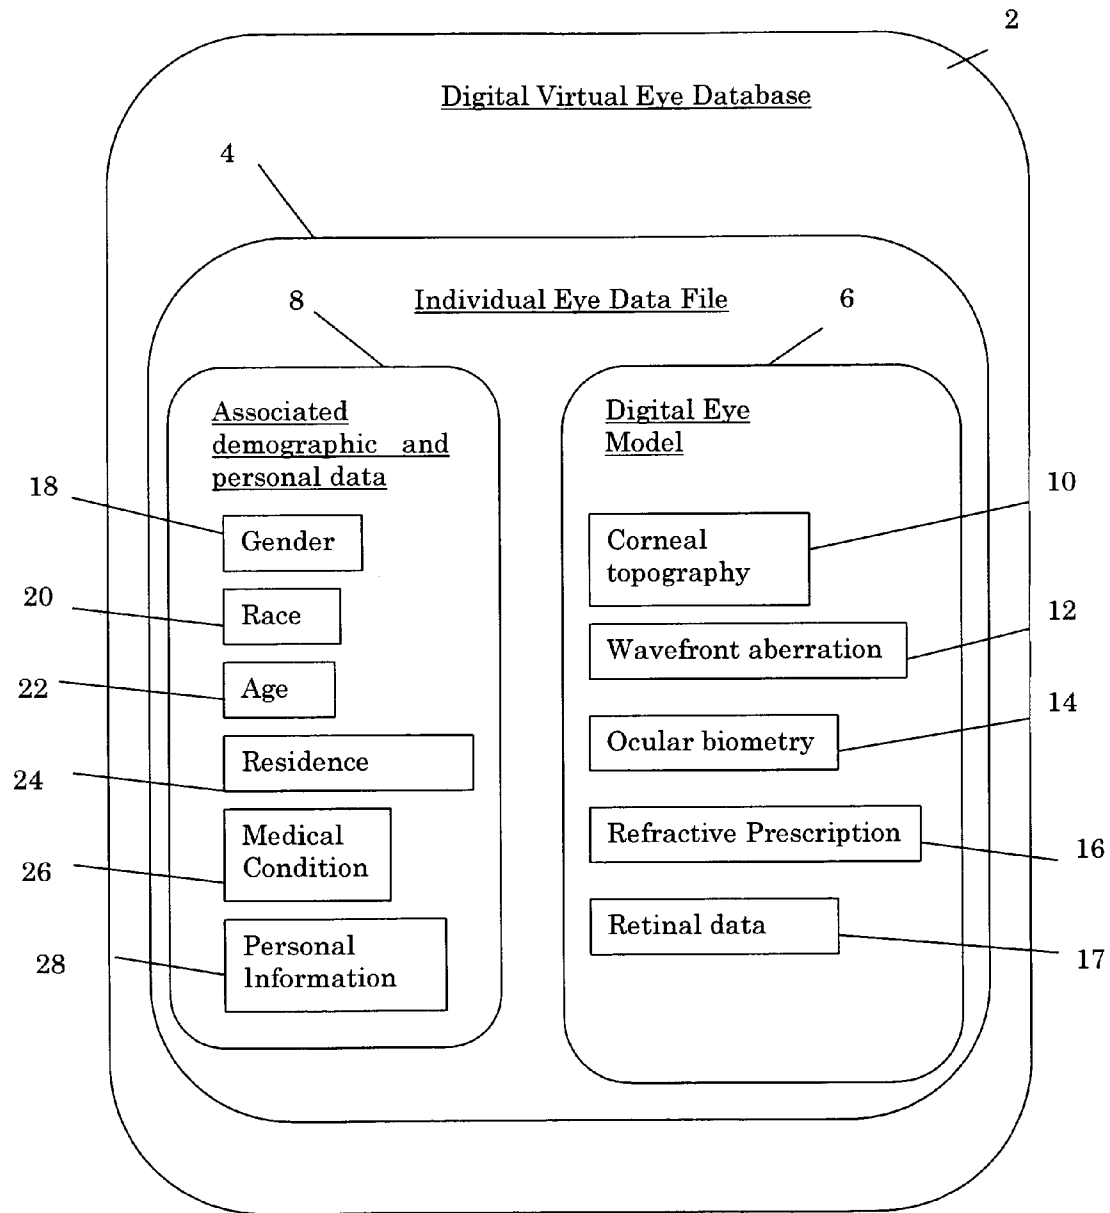 2
Digital Virtual Eye Database
4
8
Individual Eye Data File
6
Associated
demographic and
personal data
Digital Eye
Model
18
Gender
20
Race
22
Age
24
Residence
26
Medical
Condition
28
Personal
Information
10
Corneal
topography
12
Wavefront aberration
14
Ocular biometry
16
Refractive Prescription
17
Retinal data